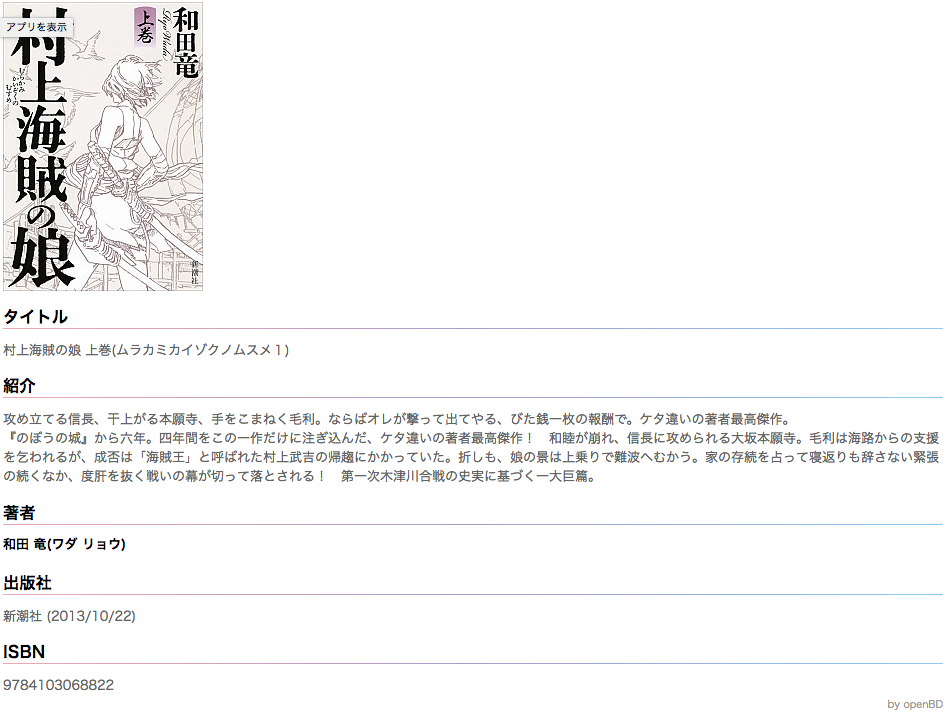 アプリを表示
和田竜
Ryo Wada
上巻
村上海賊の娘
むらかみ
かいぞくの
むすめ
新潮社
タイトル
村上海賊の娘 上巻(ムラカミカイゾクノムスメ１)
紹介
攻め立てる信長、干上がる本願寺、手をこまねく毛利。ならばオレが撃って出てやる、びた銭一枚の報酬で。ケタ違いの著者最高傑作。
『のぼうの城』から六年。四年間をこの一作だけに注ぎ込んだ、ケタ違いの著者最高傑作！　和睦が崩れ、信長に攻められる大坂本願寺。毛利は海路からの支援
を乞われるが、成否は「海賊王」と呼ばれた村上武吉の帰趨にかかっていた。折しも、娘の景は上乗りで難波へむかう。家の存続を占って寝返りも辞さない緊張
の続くなか、度肝を抜く戦いの幕が切って落とされる！　第一次木津川合戦の史実に基づく一大巨篇。
著者
和田 竜(ワダ リョウ)
出版社
新潮社 (2013/10/22)
ISBN
9784103068822
by openBD